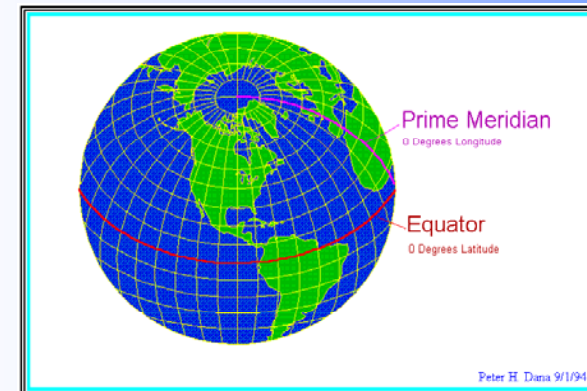 Prime Meridian
0 Degrees Longitude
Equator
0 Degrees Latitude
Peter H. Dana 9/1/94